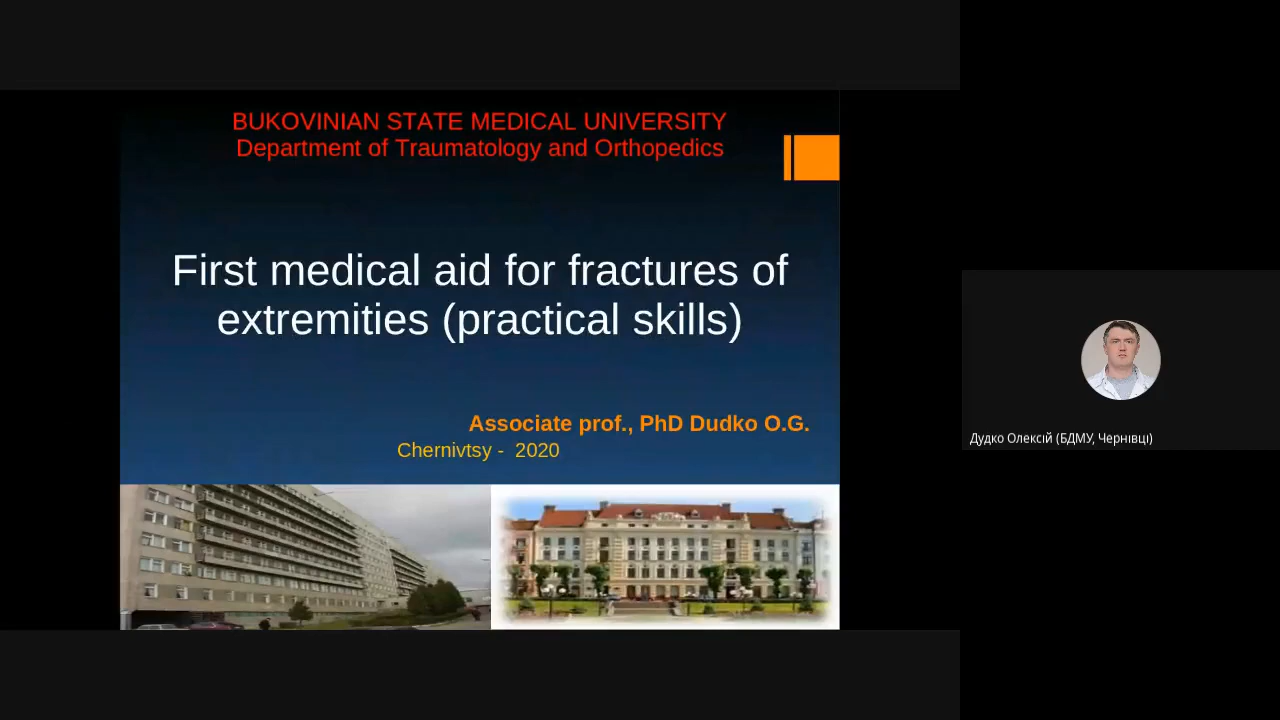 BUKOVINIAN STATE MEDICAL UNIVERSITY
Department of Traumatology and Orthopedics
First medical aid for fractures of
extremities (practical skills)
Associate prof., PhD Dudko O.G.
Chernivtsy -  2020
Дудко Олексій (БДМУ, Чернівці)